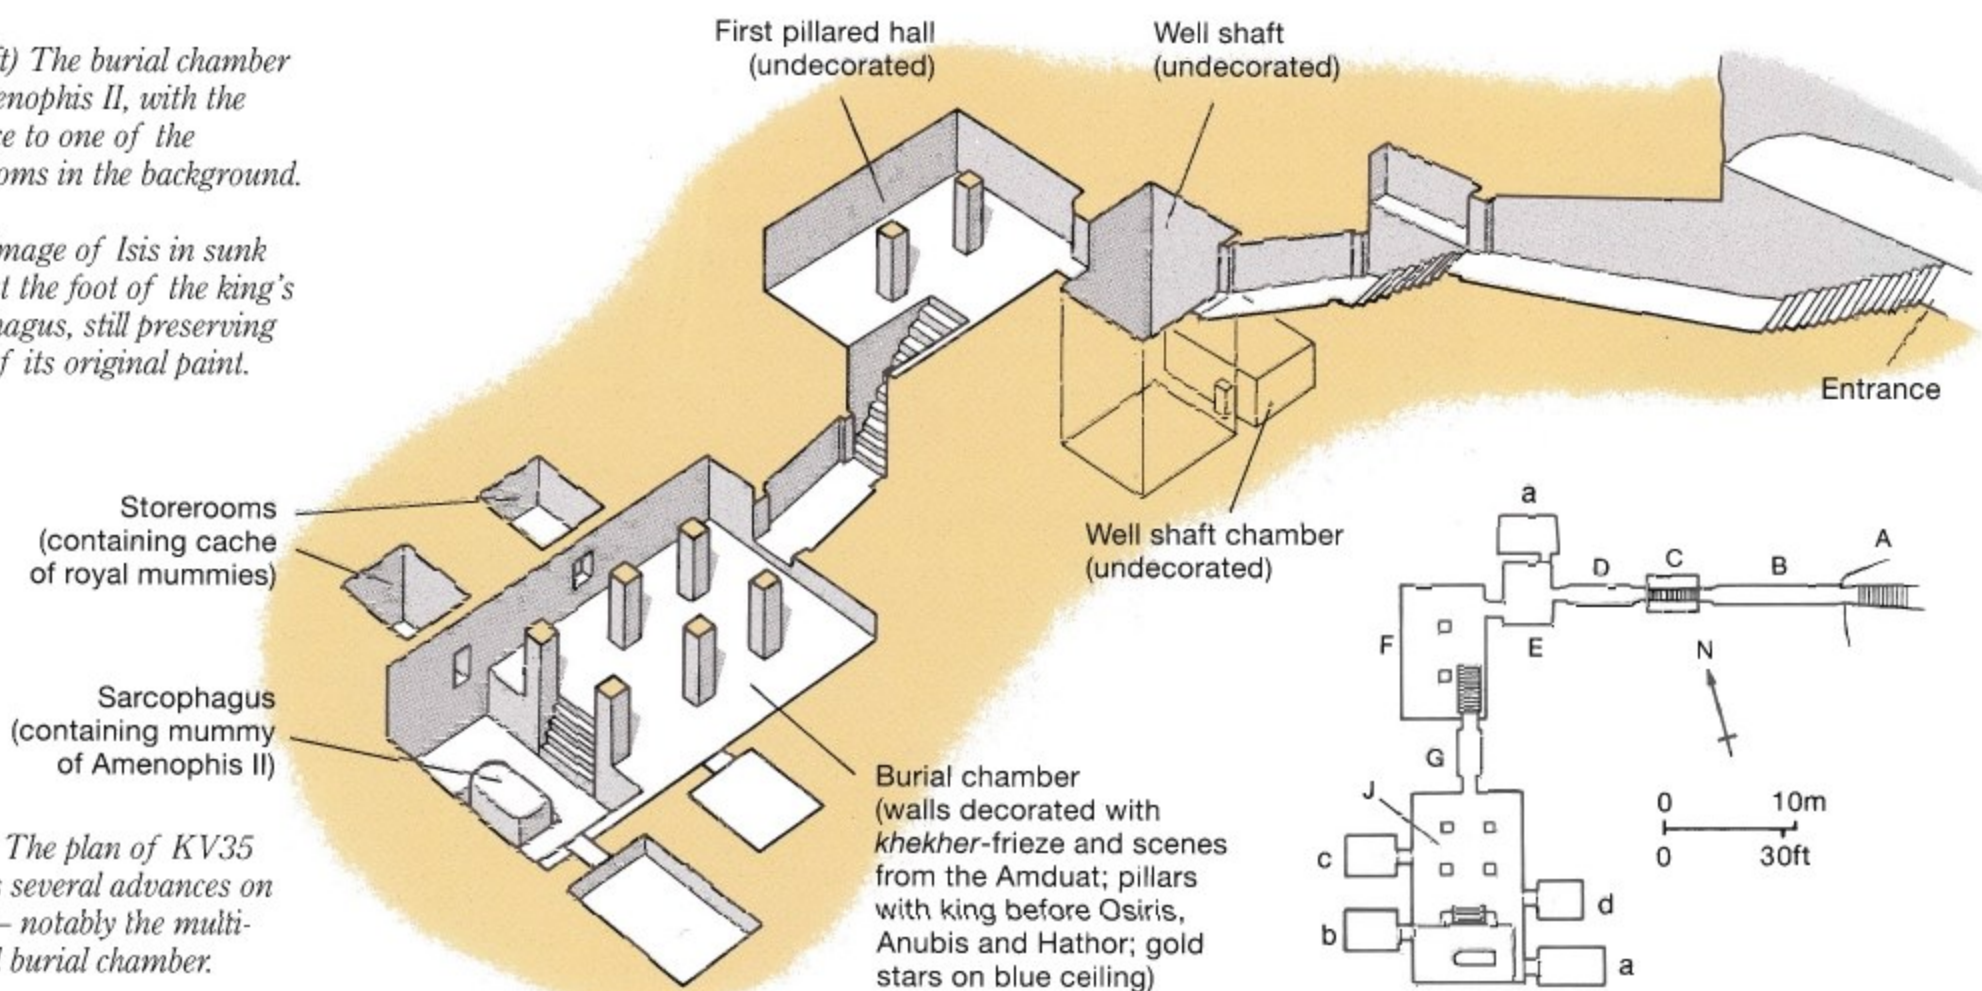 ft) The burial chamber
enophis II, with the
ce to one of the
oms in the background.
mage of Isis in sunk
t the foot of the king's
hagus, still preserving
f its original paint.
First pillared hall
(undecorated)
Well shaft
(undecorated)
Entrance
Storerooms
(containing cache
of royal mummies)
Well shaft chamber
(undecorated)
Sarcophagus
(containing mummy
of Amenophis II)
Burial chamber
(walls decorated with
khekher-frieze and scenes
from the Amduat; pillars
with king before Osiris,
Anubis and Hathor; gold
stars on blue ceiling)
The plan of KV35
s several advances on
– notably the multi-
l burial chamber.
a
A
B
C
D
E
F
N
G
J
0 10m
0 30ft
c
d
b
a